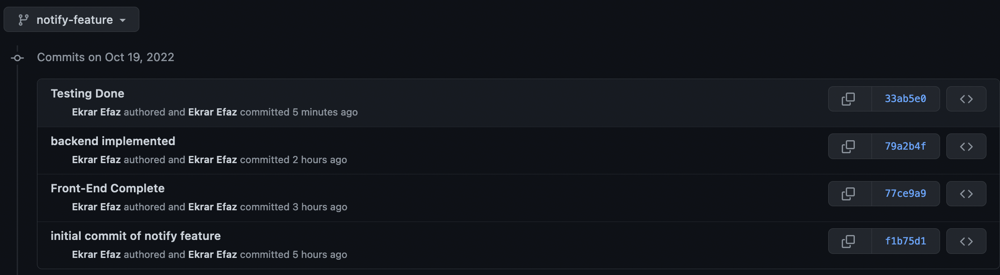 notify-feature
Commits on Oct 19, 2022
Testing Done
Ekrar Efaz authored and Ekrar Efaz committed 5 minutes ago
33ab5e0
backend implemented
Ekrar Efaz authored and Ekrar Efaz committed 2 hours ago
79a2b4f
Front-End Complete
Ekrar Efaz authored and Ekrar Efaz committed 3 hours ago
77ce9a9
initial commit of notify feature
Ekrar Efaz authored and Ekrar Efaz committed 5 hours ago
f1b75d1